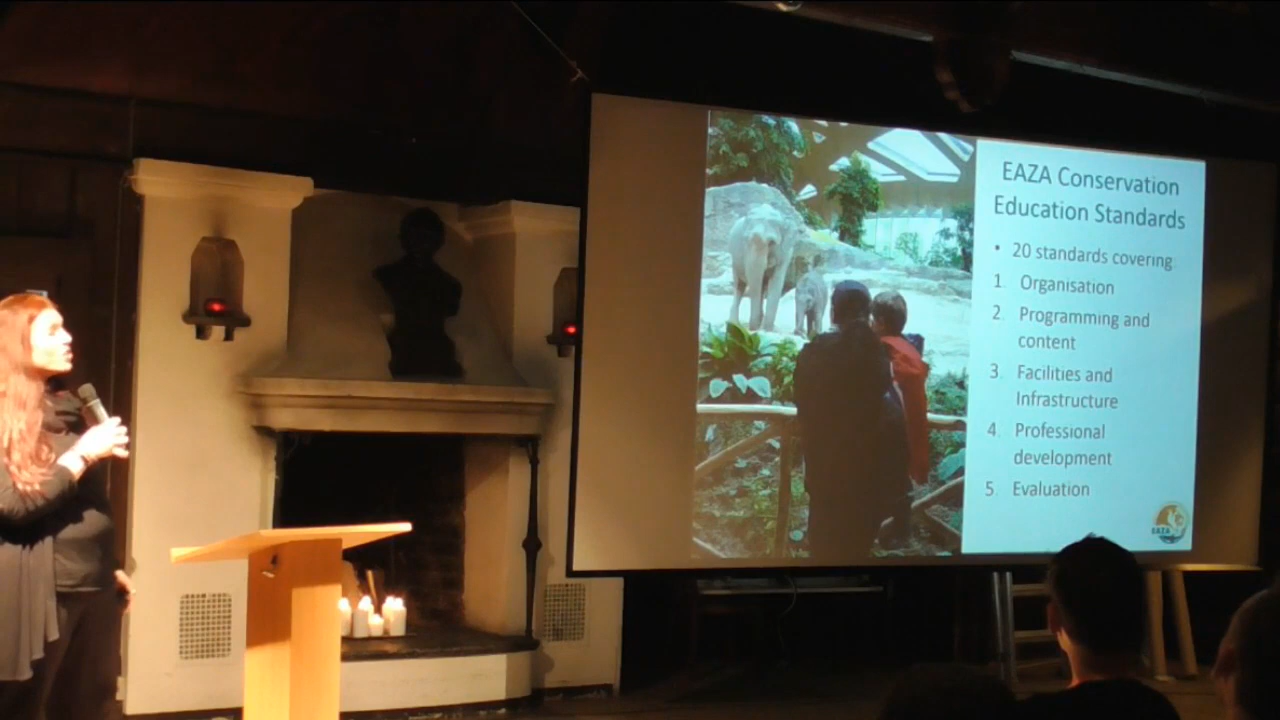 EAZA Conservation
Education Standards
• 20 standards covering
1. Organisation
2. Programming and
content
3. Facilities and
Infrastructure
4. Professional
development
5. Evaluation
EAZA